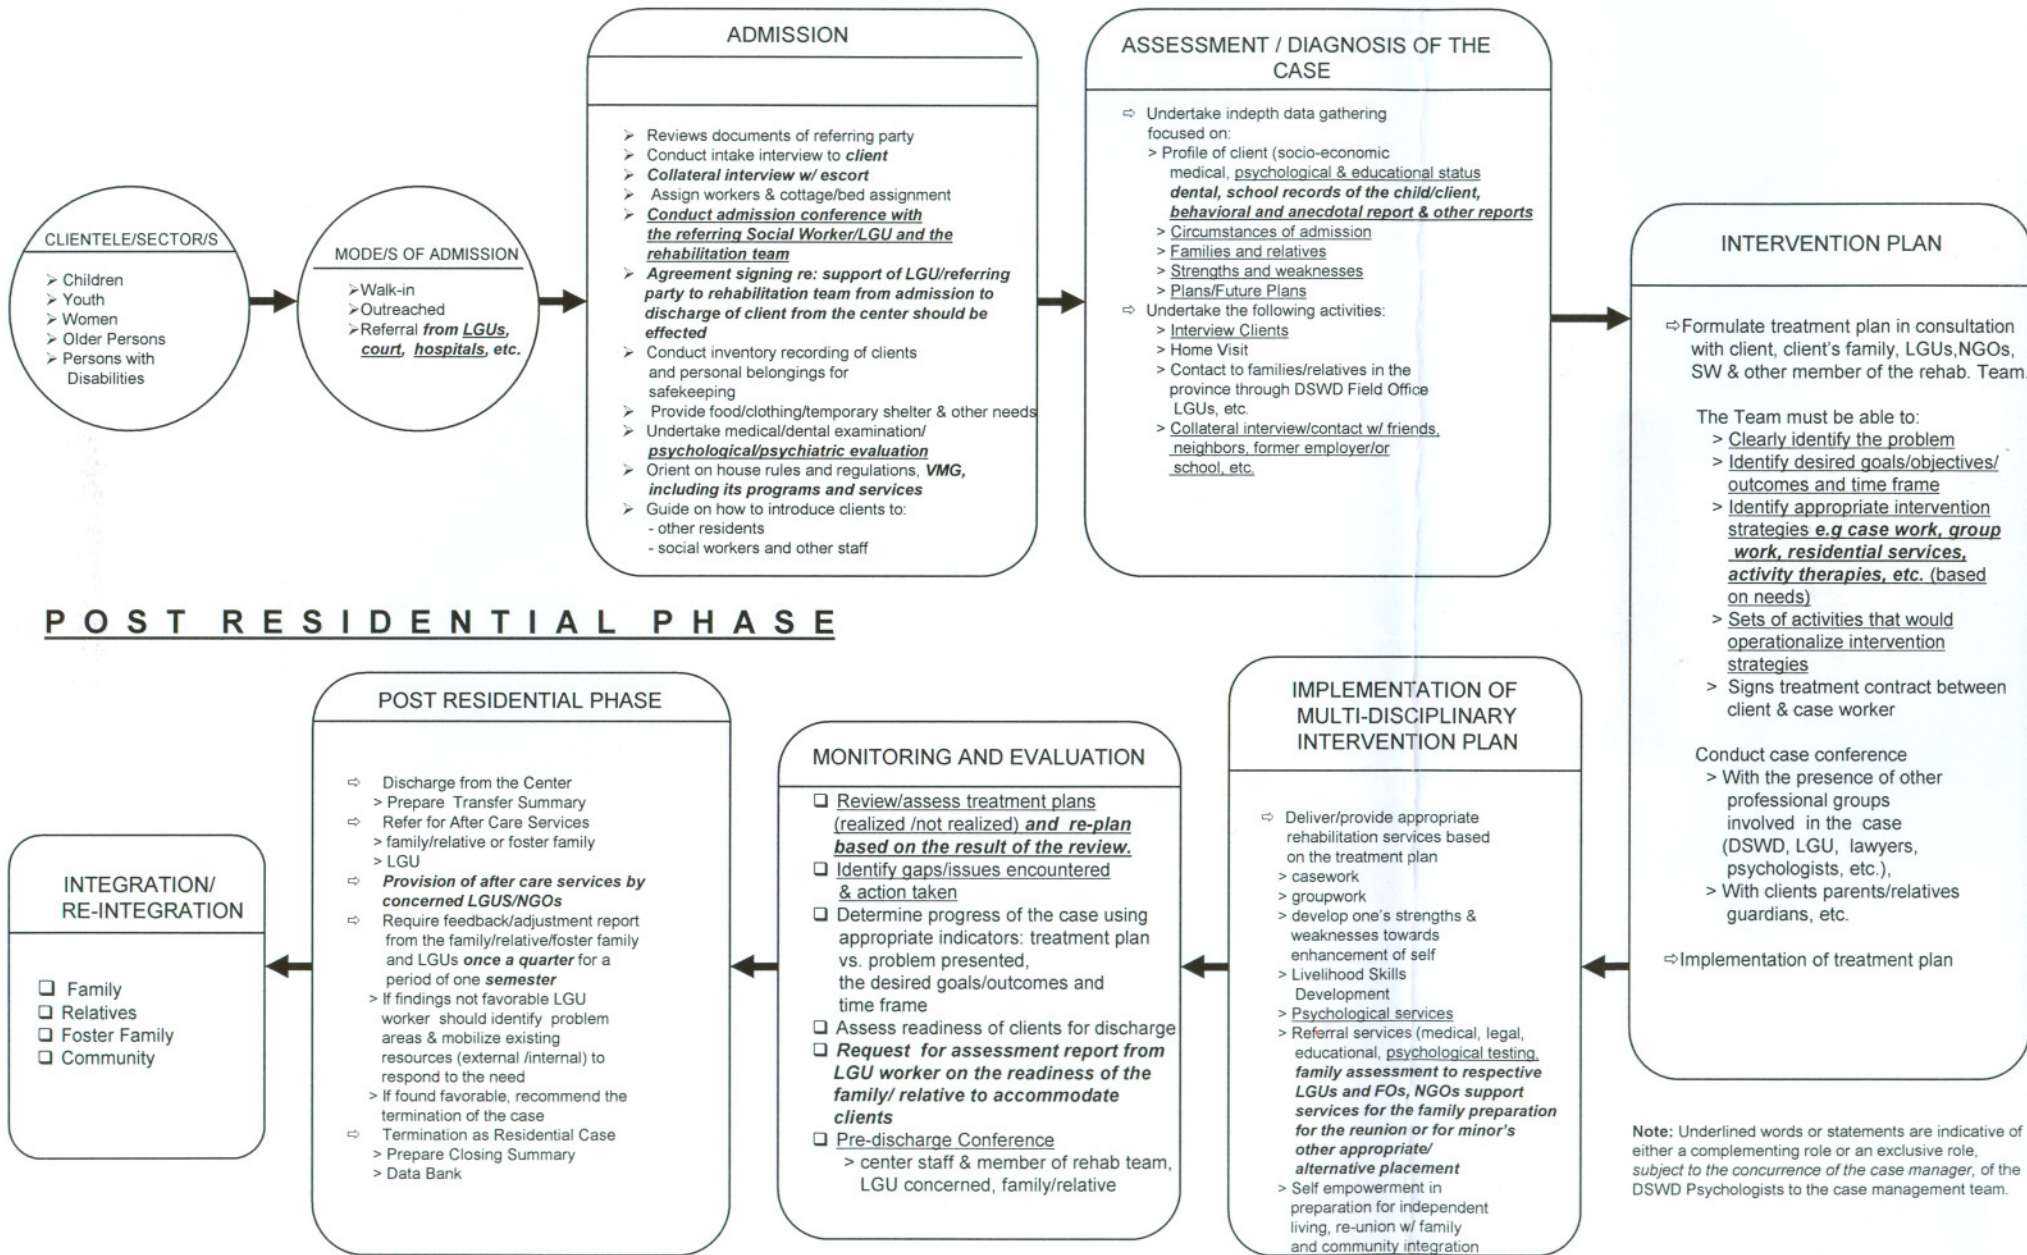 CLIENTELE/SECTOR/S
➢ Children
➢ Youth
➢ Women
➢ Older Persons
➢ Persons with
Disabilities
MODE/S OF ADMISSION
➢Walk-in
➢Outreached
➢Referral from LGUs,
court, hospitals, etc.
ADMISSION
➢ Reviews documents of referring party
➢ Conduct intake interview to client
➢ Collateral interview w/ escort
➢ Assign workers & cottage/bed assignment
➢ Conduct admission conference with
the referring Social Worker/LGU and the
rehabilitation team
➢ Agreement signing re: support of LGU/referring
party to rehabilitation team from admission to
discharge of client from the center should be
effected
➢ Conduct inventory recording of clients
and personal belongings for
safekeeping
➢ Provide food/clothing/temporary shelter & other needs
➢ Undertake medical/dental examination/
psychological/psychiatric evaluation
➢ Orient on house rules and regulations, VMG,
including its programs and services
➢ Guide on how to introduce clients to:
- other residents
- social workers and other staff
ASSESSMENT / DIAGNOSIS OF THE
CASE
⇨ Undertake indepth data gathering
focused on:
> Profile of client (socio-economic
medical, psychological & educational status
dental, school records of the child/client,
behavioral and anecdotal report & other reports
> Circumstances of admission
> Families and relatives
> Strengths and weaknesses
> Plans/Future Plans
⇨ Undertake the following activities:
> Interview Clients
> Home Visit
> Contact to families/relatives in the
province through DSWD Field Office
LGUs, etc.
> Collateral interview/contact w/ friends,
neighbors, former employer/or
school, etc.
INTERVENTION PLAN
⇨Formulate treatment plan in consultation
with client, client's family, LGUs,NGOs,
SW & other member of the rehab. Team.
The Team must be able to:
> Clearly identify the problem
> Identify desired goals/objectives/
outcomes and time frame
> Identify appropriate intervention
strategies e.g case work, group
work, residential services,
activity therapies, etc. (based
on needs)
> Sets of activities that would
operationalize intervention
strategies
> Signs treatment contract between
client & case worker
Conduct case conference
> With the presence of other
professional groups
involved in the case
(DSWD, LGU, lawyers,
psychologists, etc.),
> With clients parents/relatives
guardians, etc.
⇨Implementation of treatment plan
POST RESIDENTIAL PHASE
IMPLEMENTATION OF
MULTI-DISCIPLINARY
INTERVENTION PLAN
⇨ Deliver/provide appropriate
rehabilitation services based
on the treatment plan
> casework
> groupwork
> develop one's strengths &
weaknesses towards
enhancement of self
> Livelihood Skills
Development
> Psychological services
> Referral services (medical, legal,
educational, psychological testing,
family assessment to respective
LGUs and FOs, NGOs support
services for the family preparation
for the reunion or for minor's
other appropriate/
alternative placement
> Self empowerment in
preparation for independent
living, re-union w/ family
and community integration
MONITORING AND EVALUATION
❑ Review/assess treatment plans
(realized /not realized) and re-plan
based on the result of the review.
❑ Identify gaps/issues encountered
& action taken
❑ Determine progress of the case using
appropriate indicators: treatment plan
vs. problem presented,
the desired goals/outcomes and
time frame
❑ Assess readiness of clients for discharge
❑ Request for assessment report from
LGU worker on the readiness of the
family/ relative to accommodate
clients
❑ Pre-discharge Conference
> center staff & member of rehab team,
LGU concerned, family/relative
POST RESIDENTIAL PHASE
⇨ Discharge from the Center
> Prepare Transfer Summary
⇨ Refer for After Care Services
> family/relative or foster family
> LGU
⇨ Provision of after care services by
concerned LGUS/NGOs
⇨ Require feedback/adjustment report
from the family/relative/foster family
and LGUs once a quarter for a
period of one semester
> If findings not favorable LGU
worker should identify problem
areas & mobilize existing
resources (external /internal) to
respond to the need
> If found favorable, recommend the
termination of the case
⇨ Termination as Residential Case
> Prepare Closing Summary
> Data Bank
INTEGRATION/
RE-INTEGRATION
❑ Family
❑ Relatives
❑ Foster Family
❑ Community
Note: Underlined words or statements are indicative of
either a complementing role or an exclusive role,
subject to the concurrence of the case manager, of the
DSWD Psychologists to the case management team.